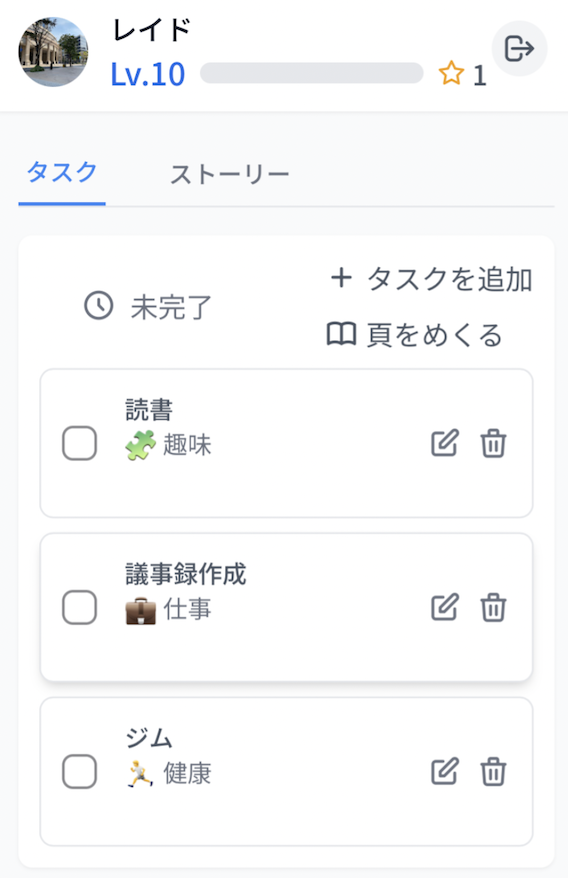 レイド
Lv.10
1
タスク
ストーリー
未完了
タスクを追加
頁をめくる
読書
趣味
議事録作成
仕事
ジム
健康